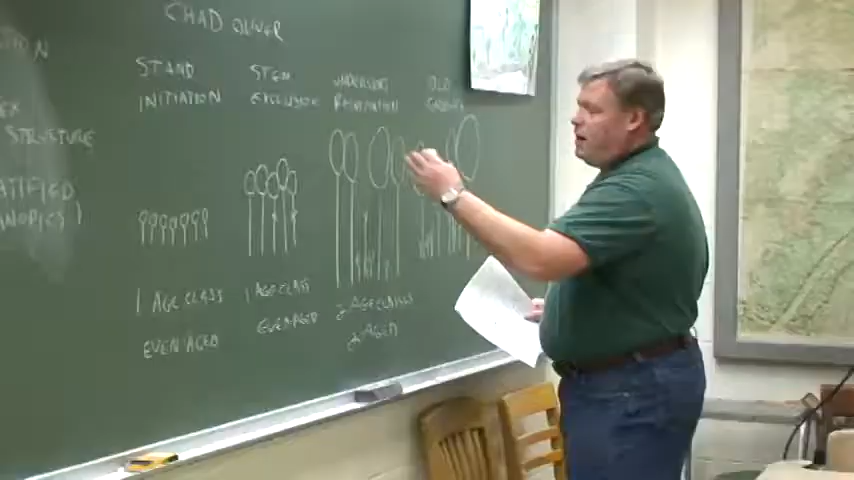 CHAD OLIVER
STAND
INITIATION
STEM
EXCLUSION
UNDERSTORY
REINITIATION
OLD
GROWTH
STRUCTURE
1 AGE CLASS
EVEN AGED
1 AGE CLASS
EVEN AGED
2 AGE CLASSES
2 AGED